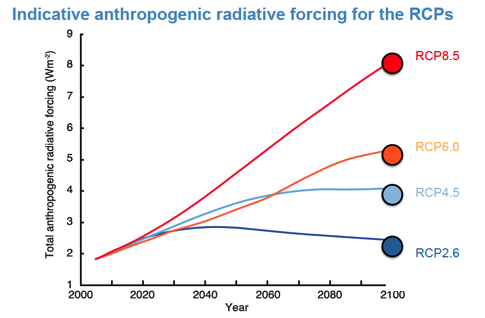 Indicative anthropogenic radiative forcing for the RCPs
Total anthropogenic radiative forcing (Wm⁻²)
9
8
7
6
5
4
3
2
1
2000 2020 2040 2060 2080 2100
Year
RCP8.5
RCP6.0
RCP4.5
RCP2.6